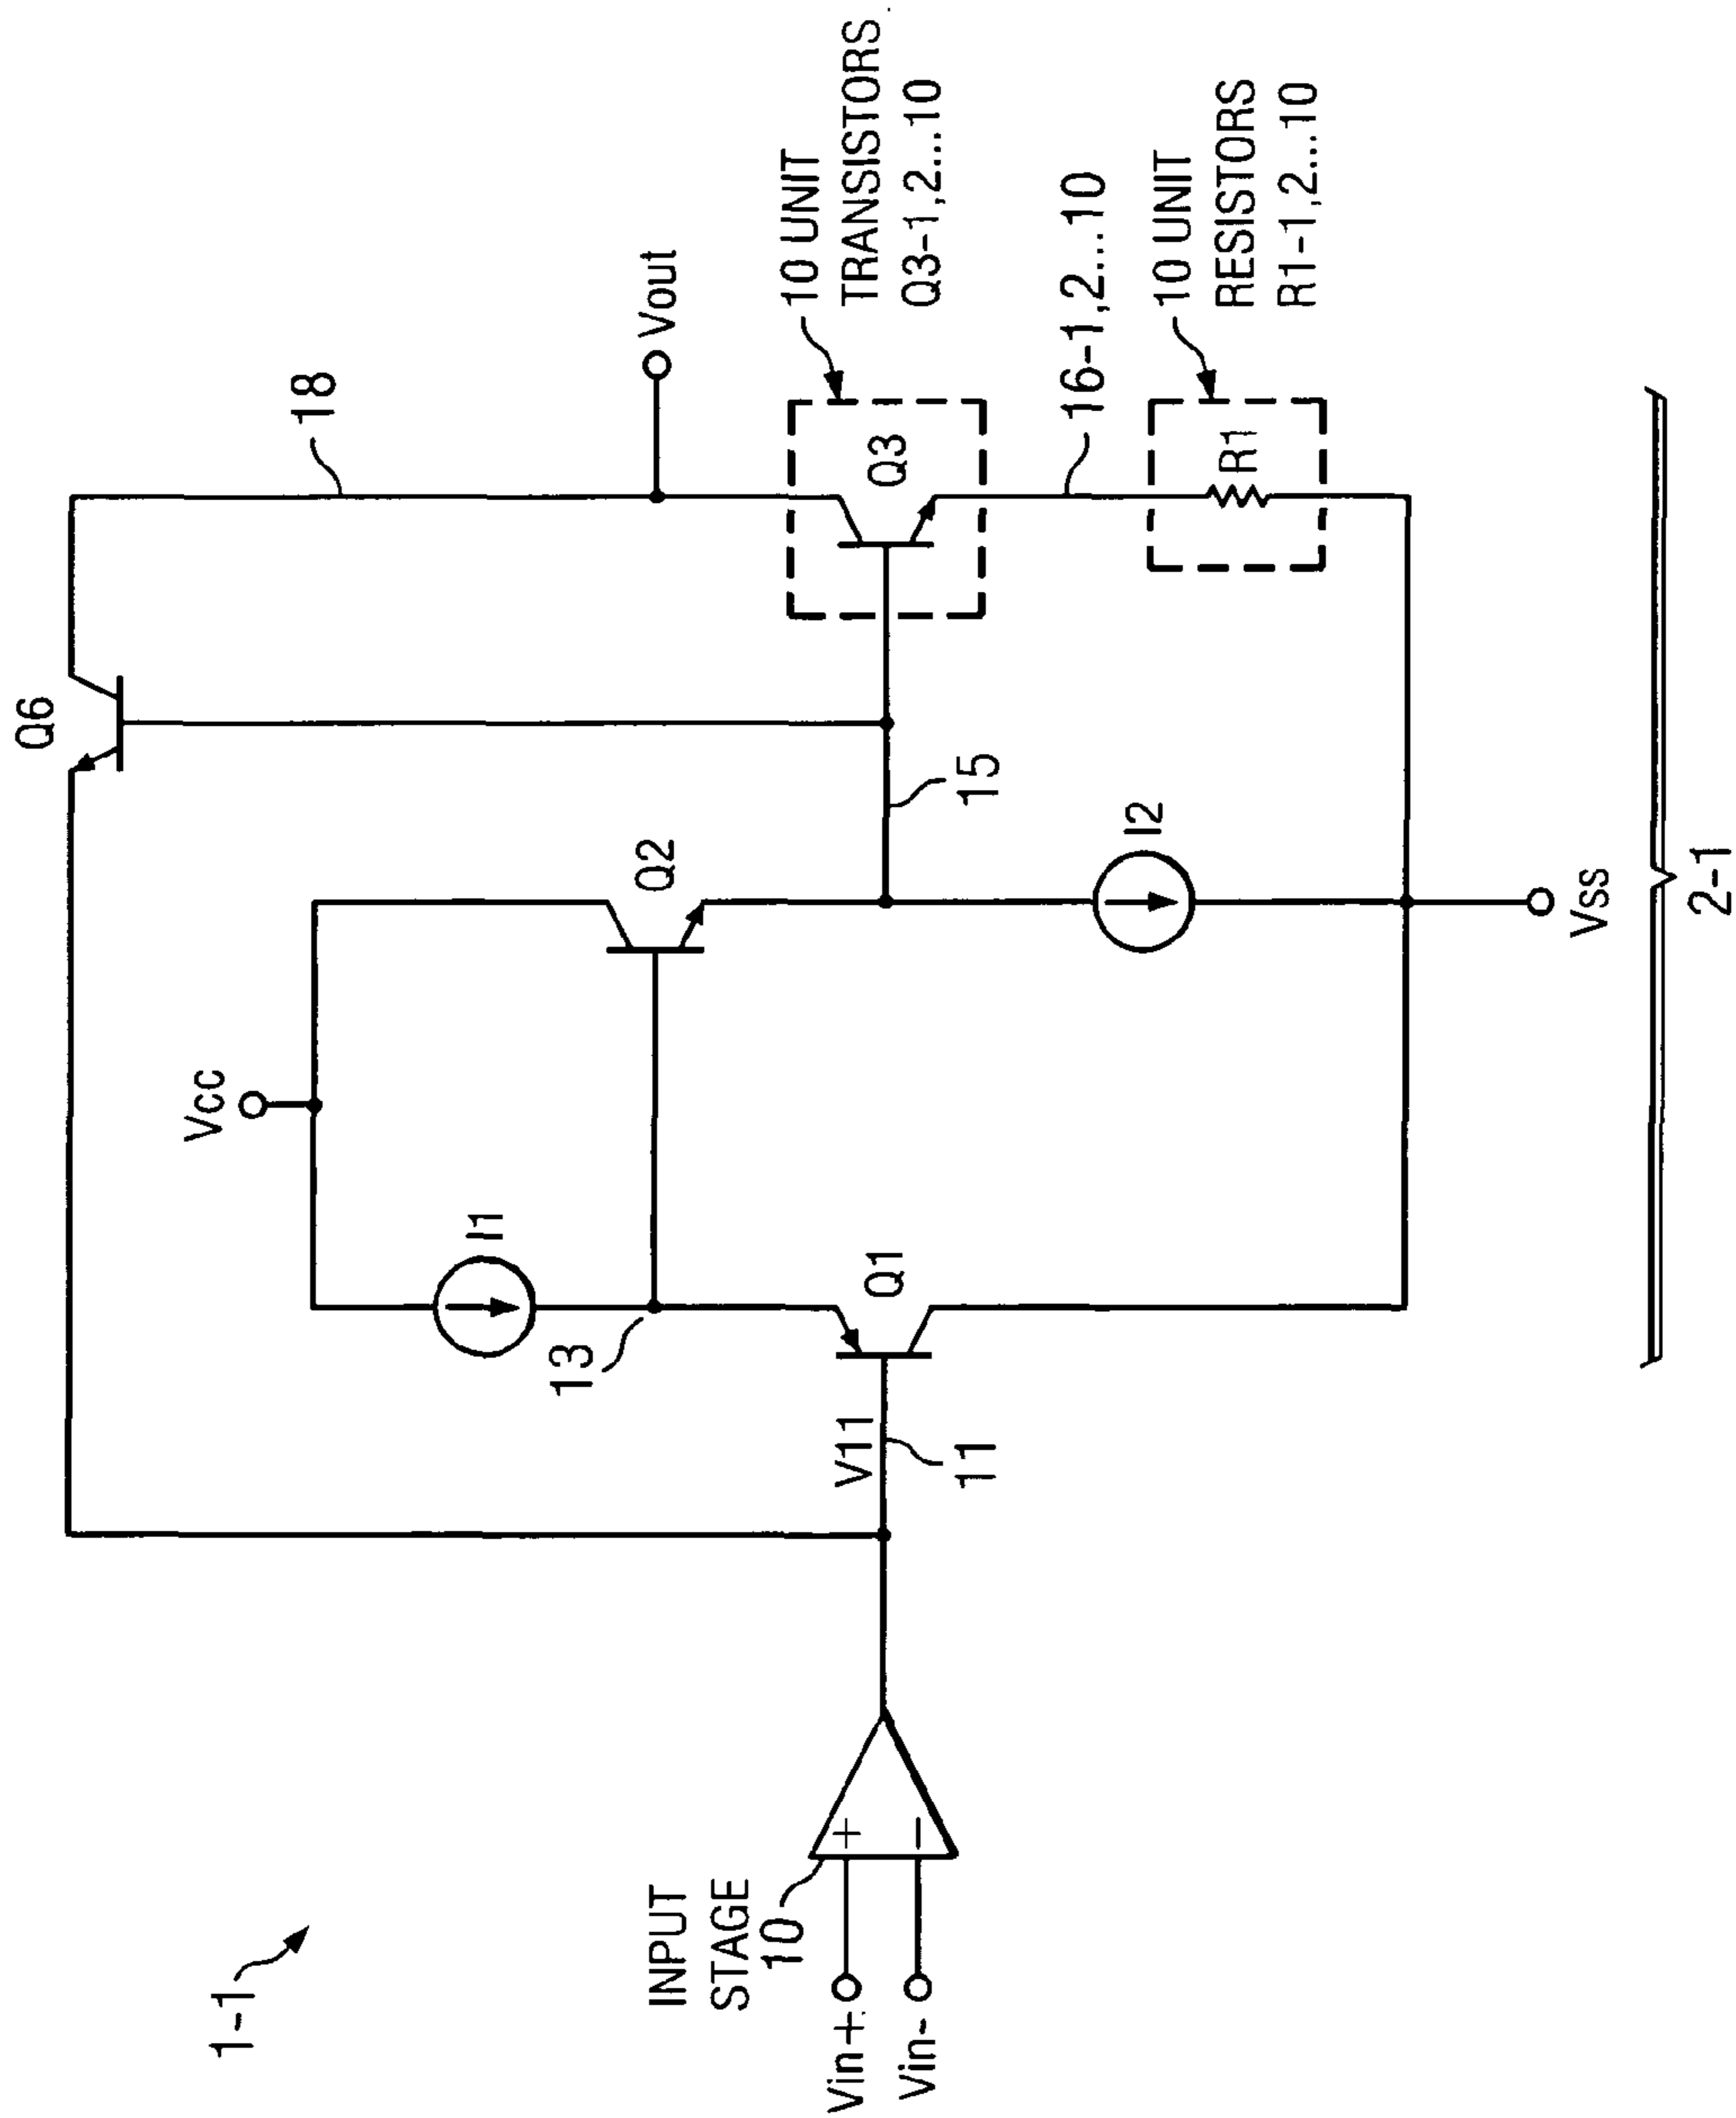 1-1
INPUT
STAGE
10
Vin+
Vin-
+
−
V11
11
13
I1
Vcc
Q1
Q2
15
I2
Vss
Q6
18
Vout
Q3
10 UNIT
TRANSISTORS
Q3-1,2...10
16-1,2...10
R1
10 UNIT
RESISTORS
R1-1,2...10
2-1